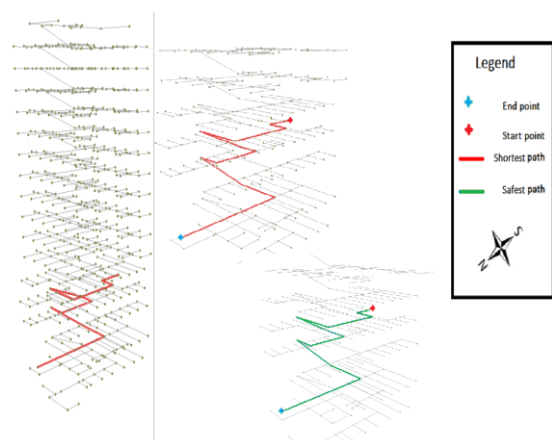 Legend
End point
Start point
Shortest path
Safest path
S
N